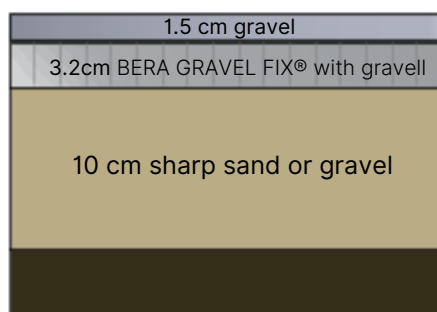 1.5 cm gravel
3.2cm BERA GRAVEL FIX® with gravell
10 cm sharp sand or gravel